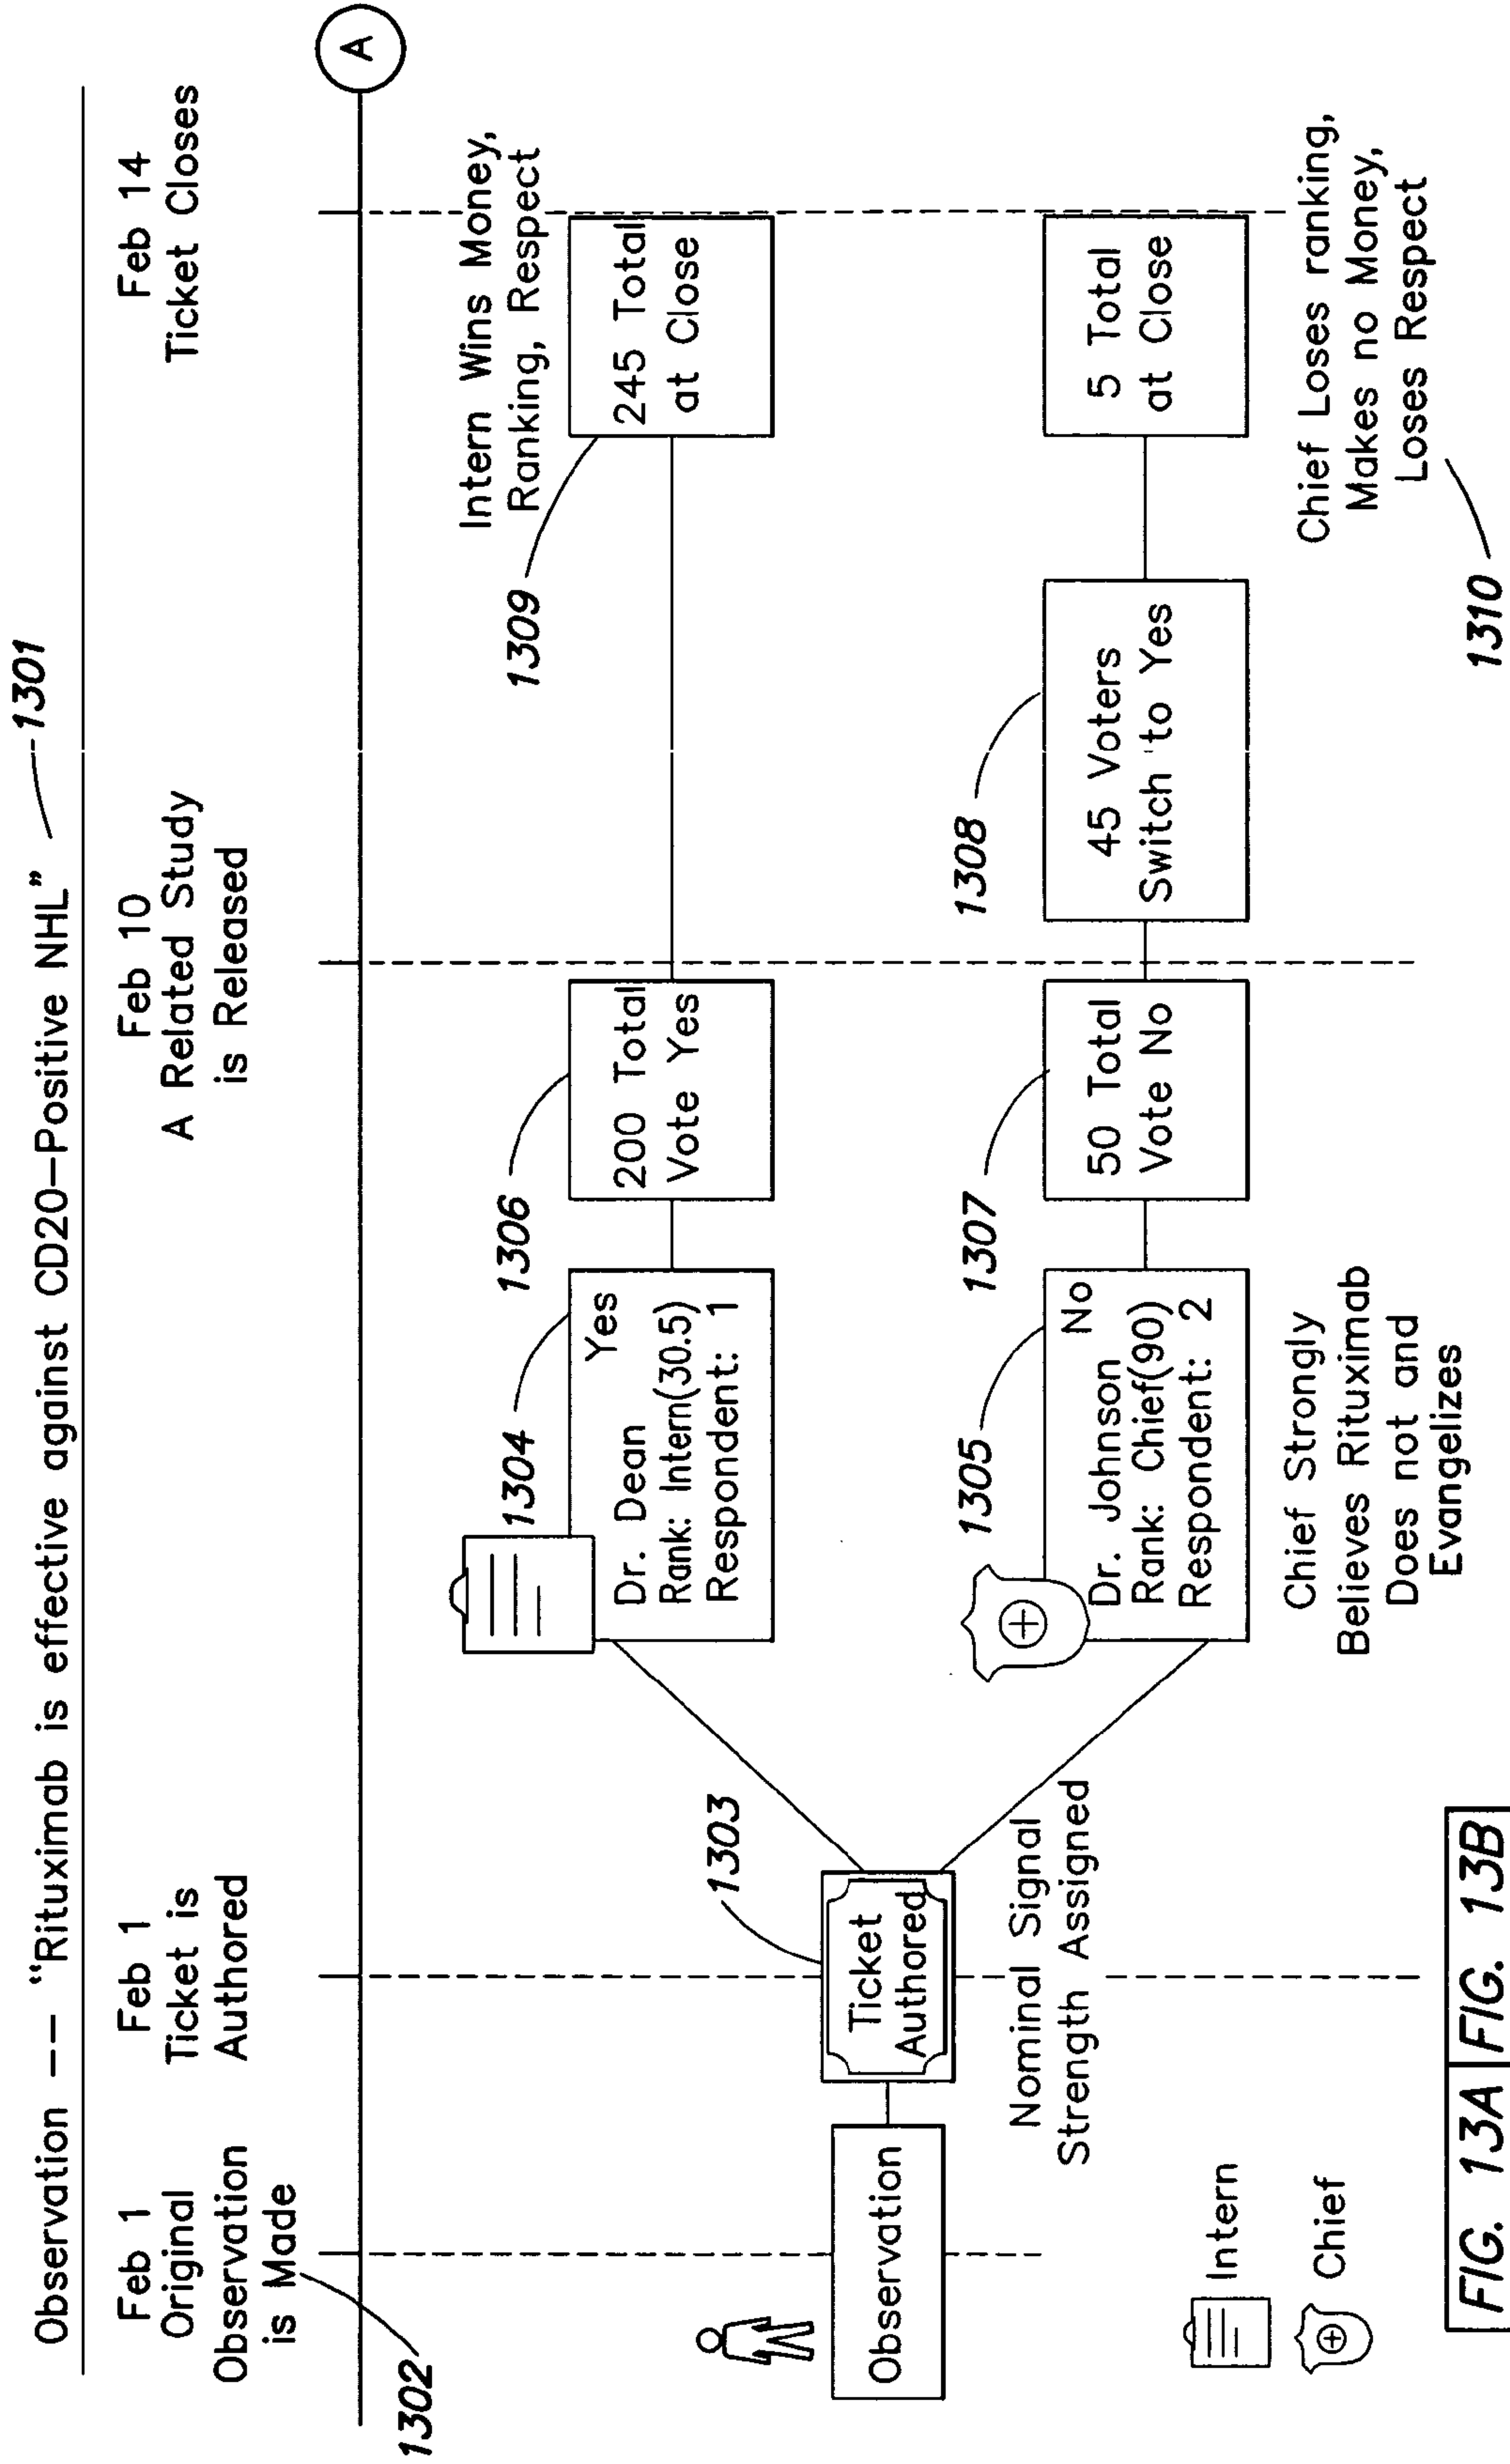 Observation -- "Rituximab is effective against CD20-Positive NHL"
1301
Feb 1
Original
Observation
is Made
1302
Feb 1
Ticket is
Authored
Feb 10
A Related Study
is Released
Feb 14
Ticket Closes
A
Observation
1303
Ticket
Authored
Nominal Signal
Strength Assigned
1304
Yes
Dr. Dean
Rank: Intern(30.5)
Respondent: 1
1306
200 Total
Vote Yes
1309
Intern Wins Money,
Ranking, Respect
245 Total
at Close
1305
No
Dr. Johnson
Rank: Chief(90)
Respondent: 2
Chief Strongly
Believes Rituximab
Does not and
Evangelizes
1307
50 Total
Vote No
1308
45 Voters
Switch to Yes
5 Total
at Close
Chief Loses ranking,
Makes no Money,
Loses Respect
1310
Intern
Chief
FIG. 13A FIG. 13B